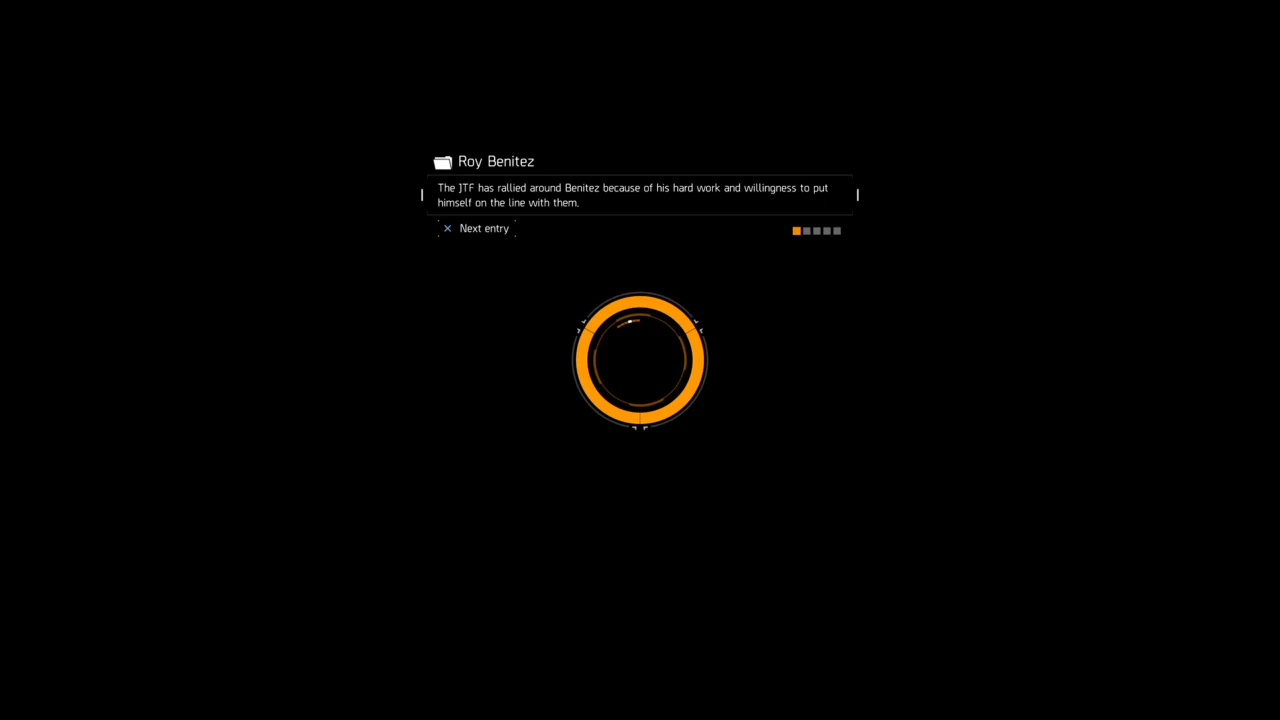 Roy Benitez
The JTF has rallied around Benitez because of his hard work and willingness to put
himself on the line with them.
Next entry